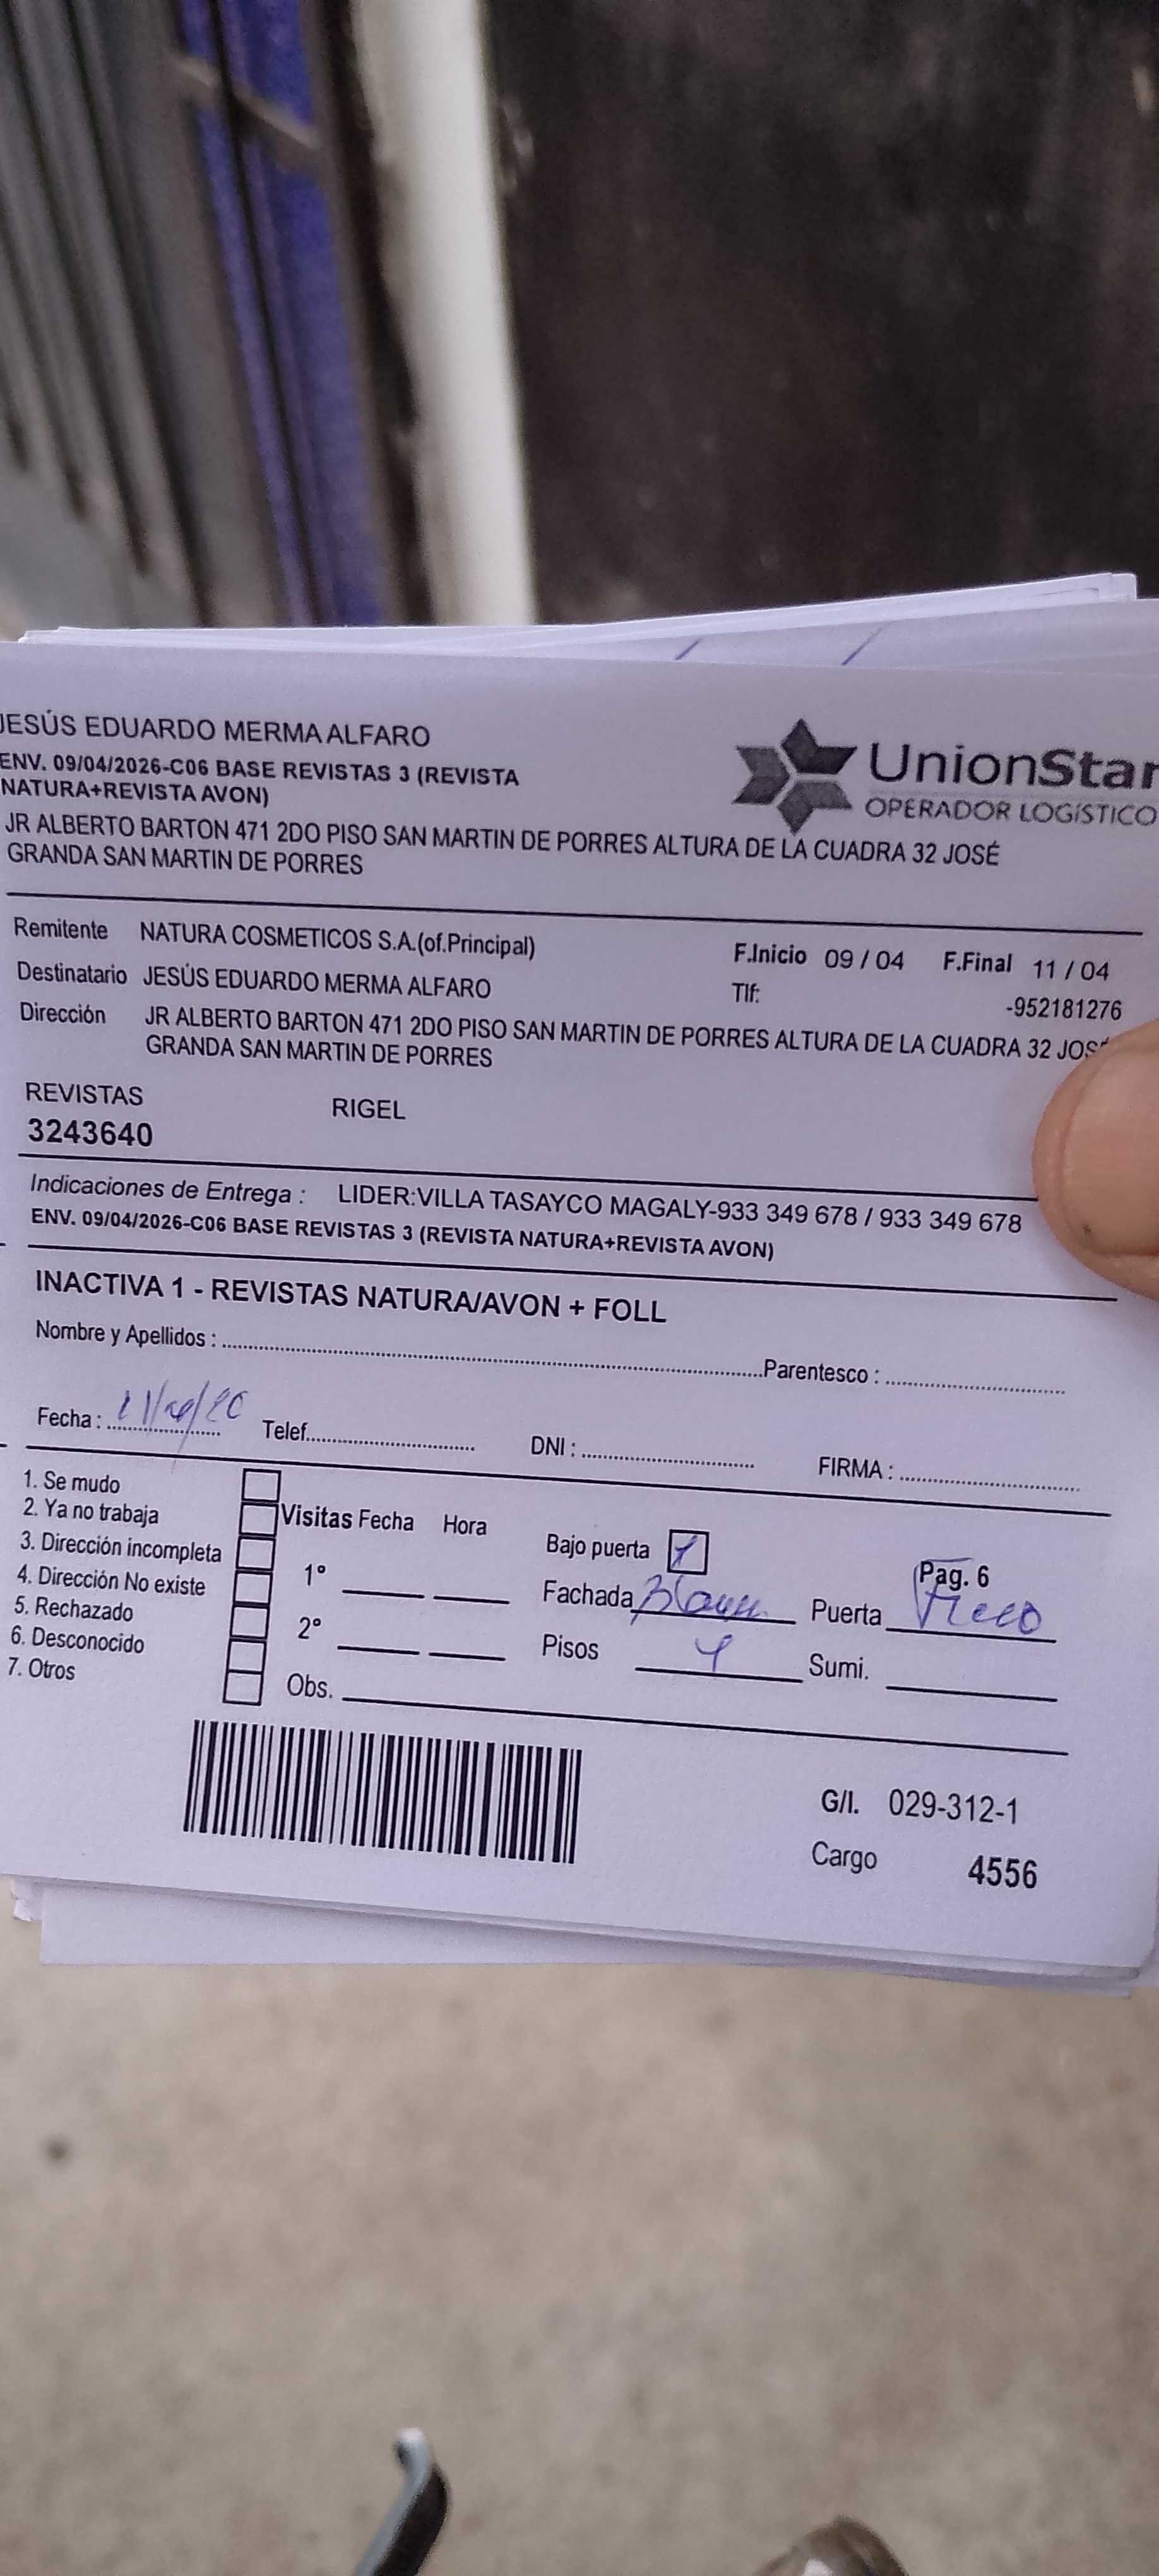 JESÚS EDUARDO MERMA ALFARO
ENV. 09/04/2026-C06 BASE REVISTAS 3 (REVISTA
NATURA+REVISTA AVON)
JR ALBERTO BARTON 471 2DO PISO SAN MARTIN DE PORRES ALTURA DE LA CUADRA 32 JOSÉ
GRANDA SAN MARTIN DE PORRES
UnionStar
OPERADOR LOGÍSTICO
Remitente NATURA COSMETICOS S.A.(of.Principal)
F.Inicio 09 / 04 F.Final 11 / 04
Destinatario JESÚS EDUARDO MERMA ALFARO
Tlf: -952181276
Dirección JR ALBERTO BARTON 471 2DO PISO SAN MARTIN DE PORRES ALTURA DE LA CUADRA 32 JOSÉ
GRANDA SAN MARTIN DE PORRES
REVISTAS RIGEL
3243640
Indicaciones de Entrega : LIDER:VILLA TASAYCO MAGALY-933 349 678 / 933 349 678
ENV. 09/04/2026-C06 BASE REVISTAS 3 (REVISTA NATURA+REVISTA AVON)
INACTIVA 1 - REVISTAS NATURA/AVON + FOLL
Nombre y Apellidos : Parentesco :
Fecha : Telef. DNI : FIRMA :
1. Se mudo
2. Ya no trabaja
3. Dirección incompleta
4. Dirección No existe
5. Rechazado
6. Desconocido
7. Otros
Visitas Fecha Hora
1°
2°
Obs.
Bajo puerta
Pag. 6
Fachada Puerta
Pisos Sumi.
G/I. 029-312-1
Cargo 4556